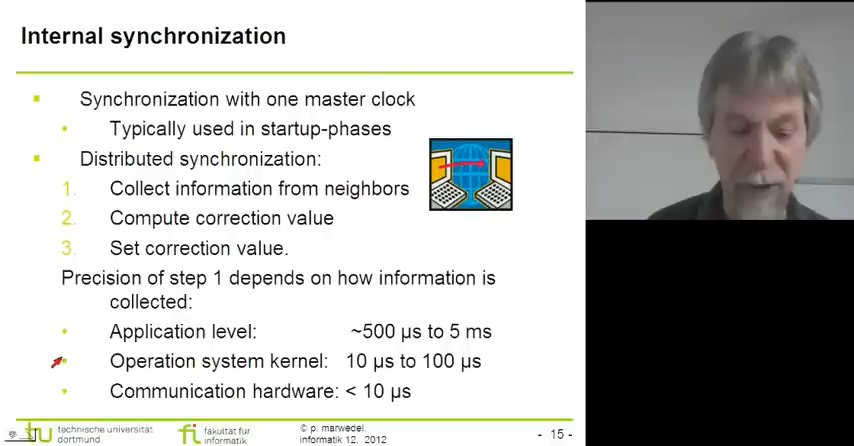 Internal synchronization
Synchronization with one master clock
Typically used in startup-phases
Distributed synchronization:
1. Collect information from neighbors
2. Compute correction value
3. Set correction value.
Precision of step 1 depends on how information is
collected:
Application level: ~500 µs to 5 ms
Operation system kernel: 10 µs to 100 µs
Communication hardware: < 10 µs
tu technische universität
dortmund
fi fakultät für
informatik
© p. marwedel,
informatik 12, 2012
- 15 -